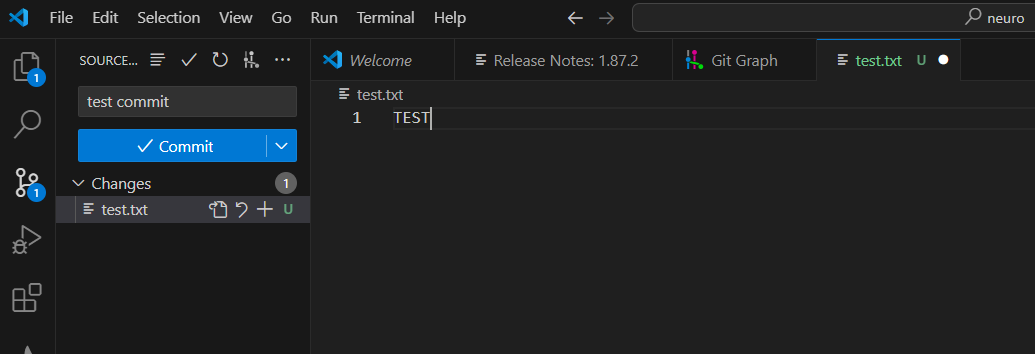 File Edit Selection View Go Run Terminal Help neuro
SOURCE...
Welcome Release Notes: 1.87.2 Git Graph test.txt U
test commit
test.txt
1 TEST
Commit
Changes 1
test.txt U
1
1